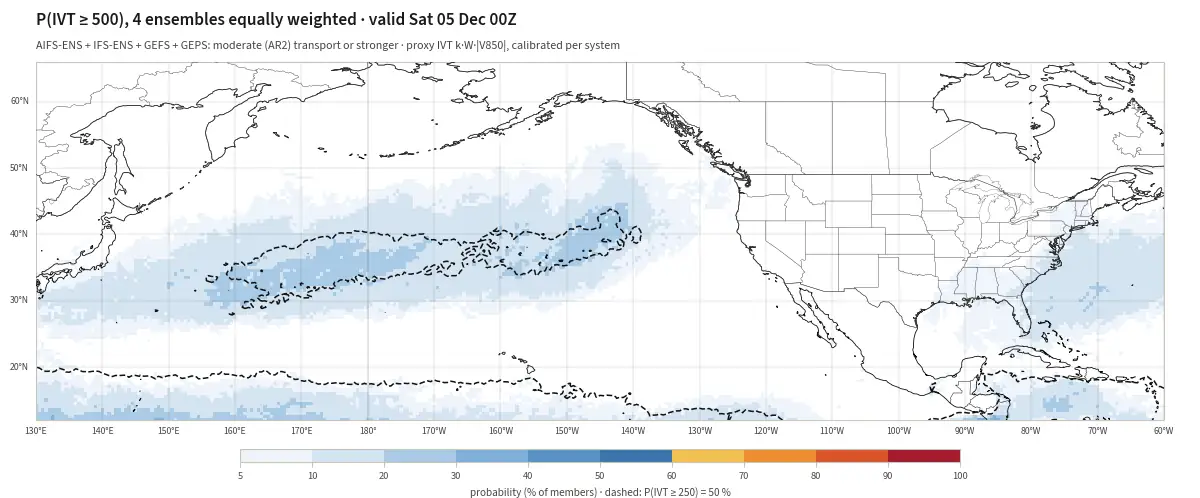 P(IVT ≥ 500), 4 ensembles equally weighted · valid Sat 05 Dec 00Z
AIFS-ENS + IFS-ENS + GEFS + GEPS: moderate (AR2) transport or stronger · proxy IVT k·W·|V850|, calibrated per system
60°N
50°N
40°N
30°N
20°N
130°E 140°E 150°E 160°E 170°E 180° 170°W 160°W 150°W 140°W 130°W 120°W 110°W 100°W 90°W 80°W 70°W 60°W
5 10 20 30 40 50 60 70 80 90 100
probability (% of members) · dashed: P(IVT ≥ 250) = 50 %